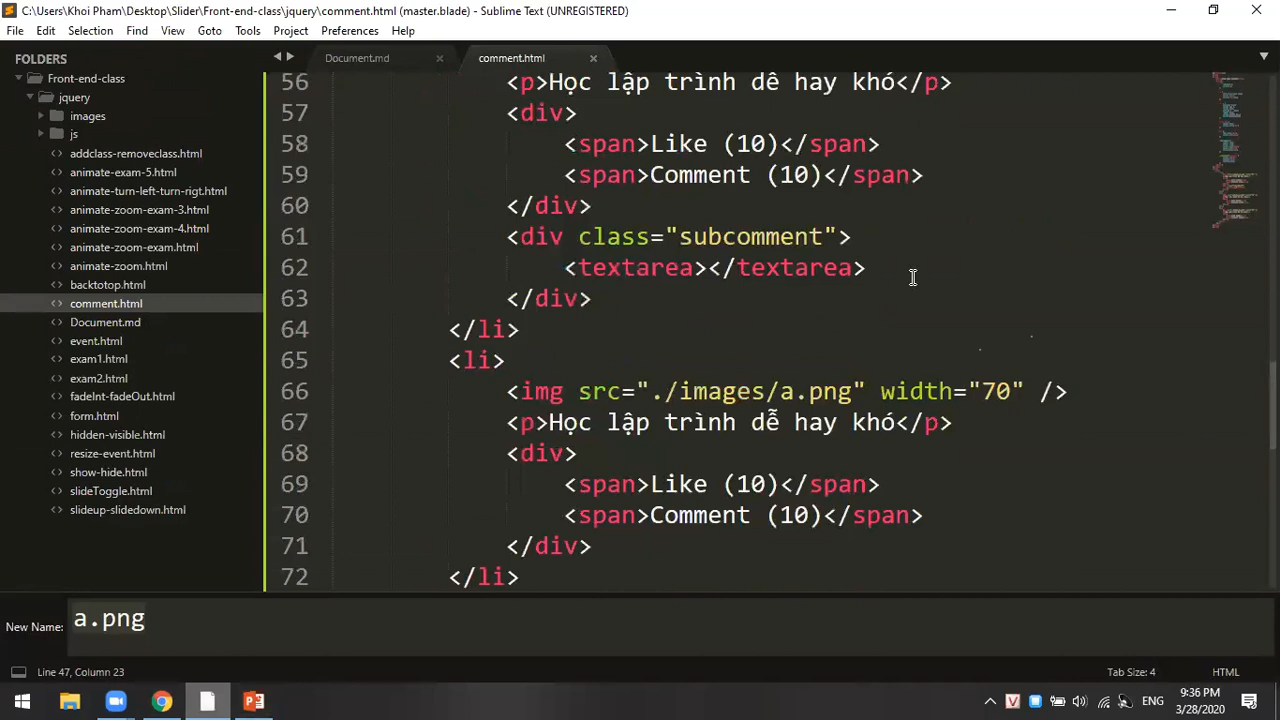 C:\Users\Khoi Pham\Desktop\Slider\Front-end-class\jquery\comment.html (master.blade) - Sublime Text (UNREGISTERED)
File Edit Selection Find View Goto Tools Project Preferences Help
FOLDERS
Front-end-class
jquery
images
js
addclass-removeclass.html
animate-exam-5.html
animate-turn-left-turn-rigt.html
animate-zoom-exam-3.html
animate-zoom-exam-4.html
animate-zoom-exam.html
animate-zoom.html
backtotop.html
comment.html
Document.md
event.html
exam1.html
exam2.html
fadeInt-fadeOut.html
form.html
hidden-visible.html
resize-event.html
show-hide.html
slideToggle.html
slideup-slidedown.html
Document.md comment.html
56 <p>Học lập trình dễ hay khó</p>
57 <div>
58 <span>Like (10)</span>
59 <span>Comment (10)</span>
60 </div>
61 <div class="subcomment">
62 <textarea></textarea>
63 </div>
64 </li>
65 <li>
66 <img src="./images/a.png" width="70" />
67 <p>Học lập trình dễ hay khó</p>
68 <div>
69 <span>Like (10)</span>
70 <span>Comment (10)</span>
71 </div>
72 </li>
New Name: a.png
Line 47, Column 23 Tab Size: 4 HTML
ENG
9:36 PM
3/28/2020